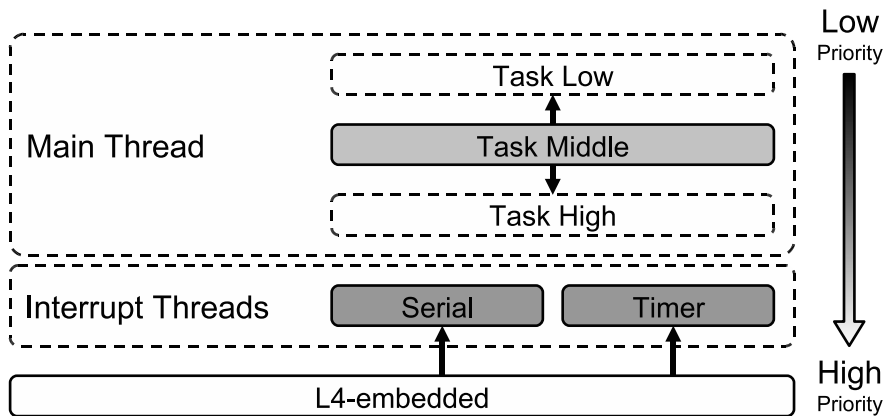 Low
Priority
Task Low
Main Thread
Task Middle
Task High
Interrupt Threads
Serial
Timer
L4-embedded
High
Priority